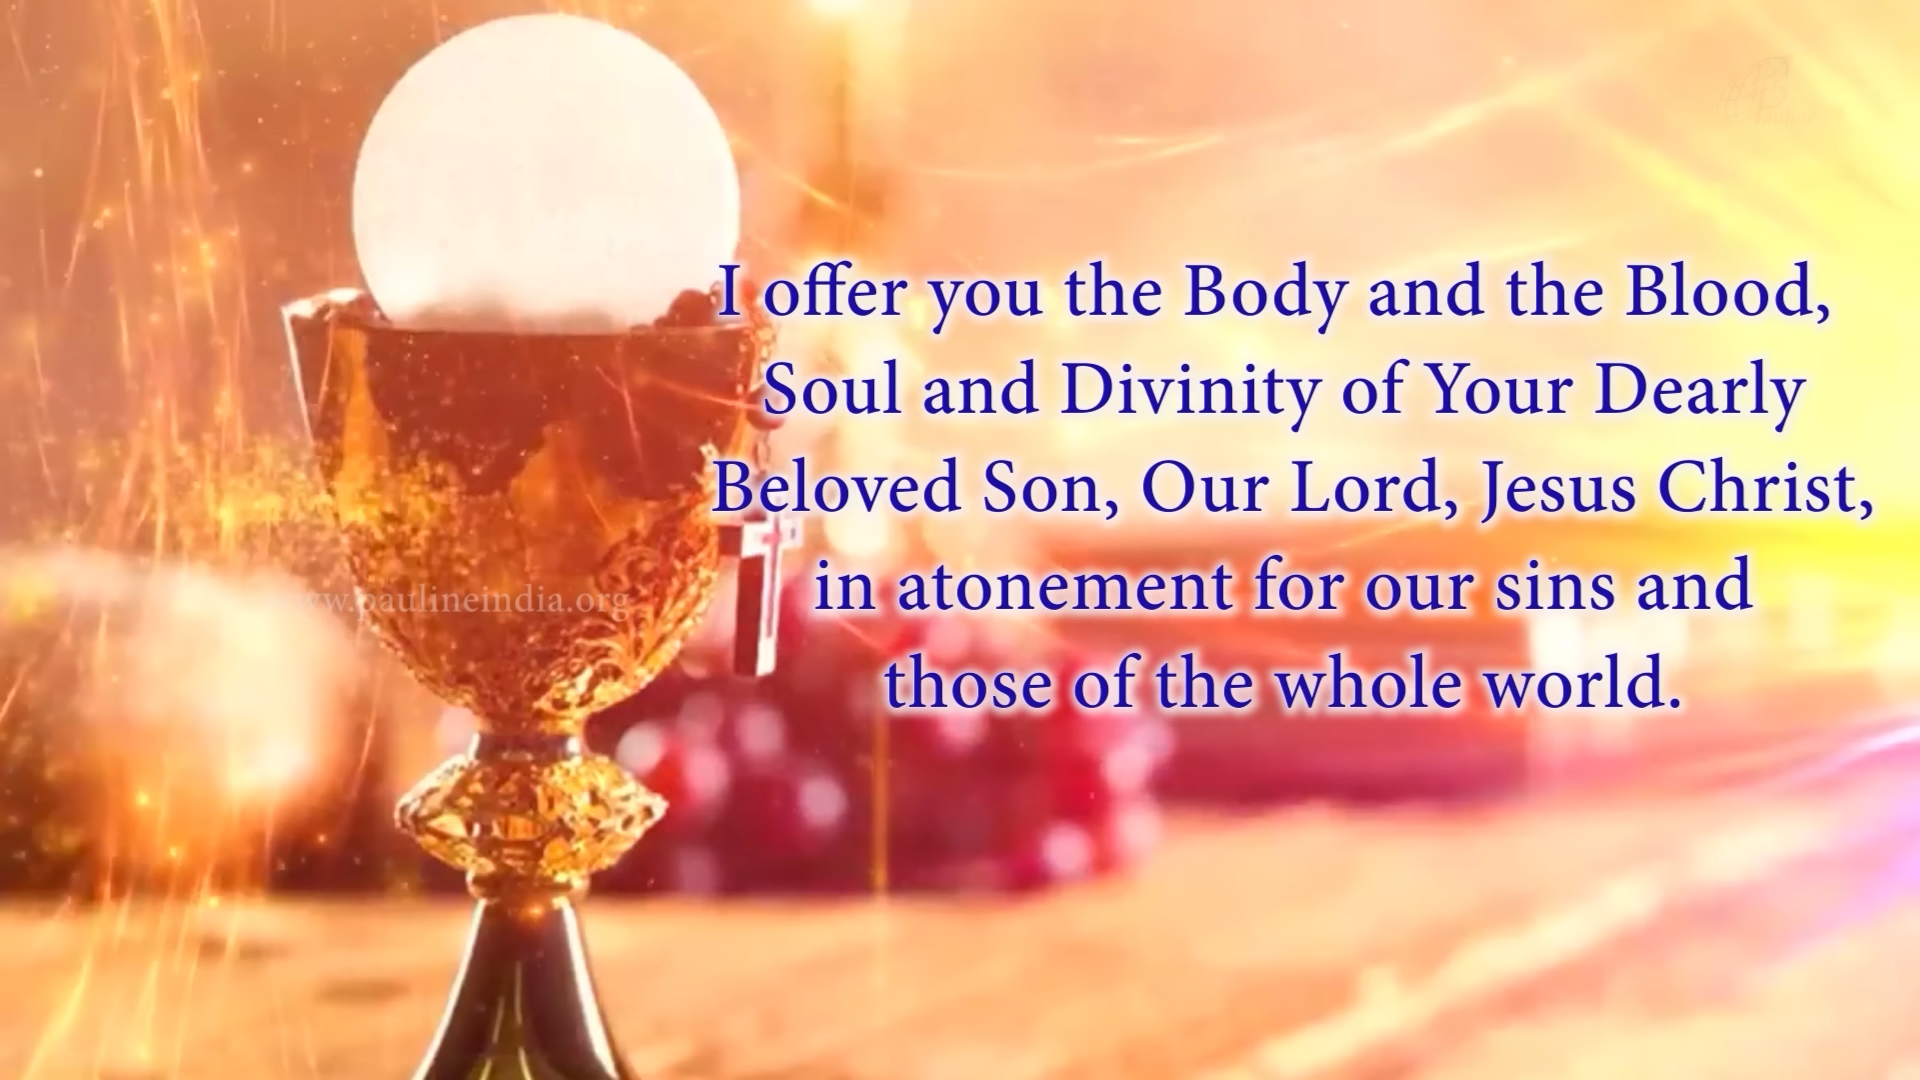 I offer you the Body and the Blood,
Soul and Divinity of Your Dearly
Beloved Son, Our Lord, Jesus Christ,
in atonement for our sins and
those of the whole world.
www.paulineindia.org